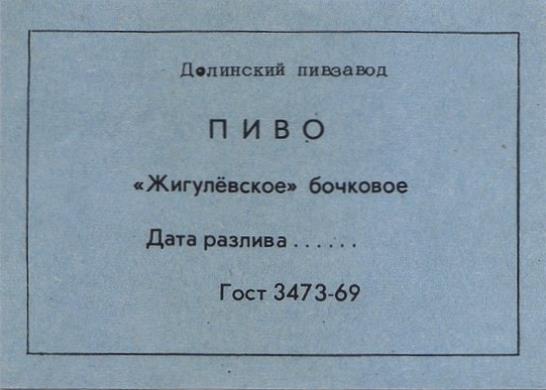 Долинский пивзавод
ПИВО
«Жигулёвское» бочковое
Дата разлива ......
Гост 3473-69